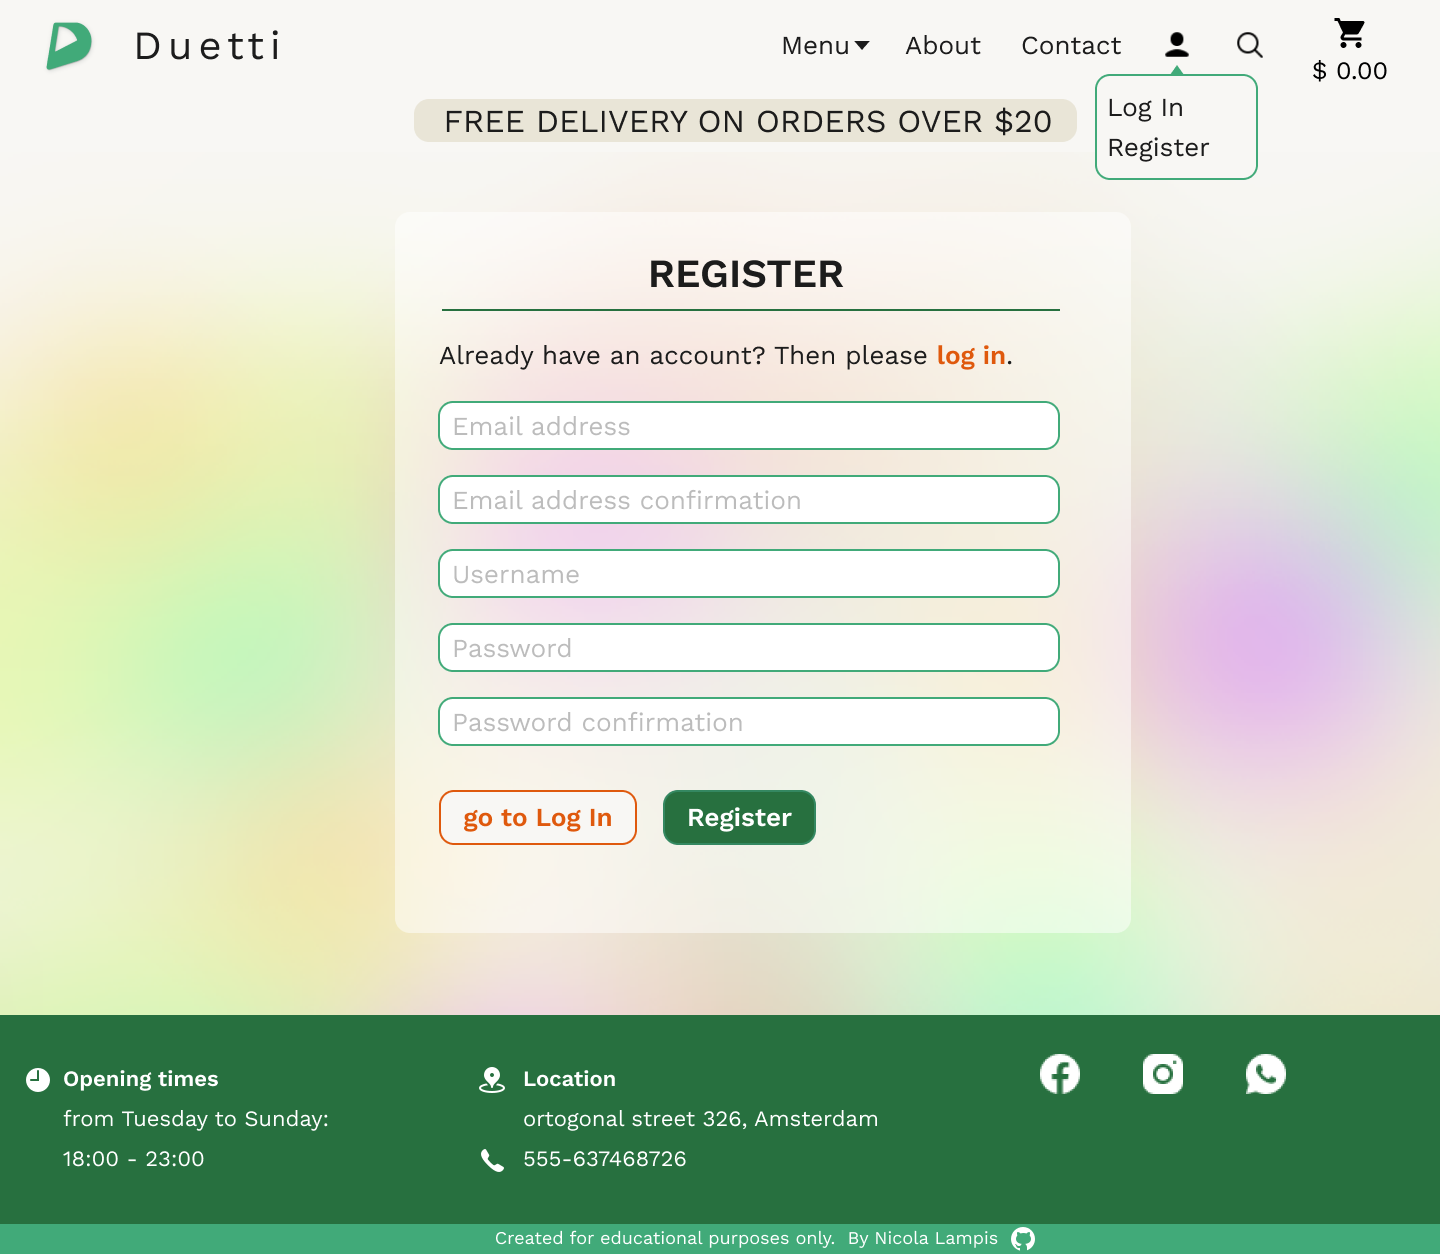 Duetti
Menu About Contact
$ 0.00
Log In
Register
FREE DELIVERY ON ORDERS OVER $20
REGISTER
Already have an account? Then please log in.
Email address
Email address confirmation
Username
Password
Password confirmation
go to Log In Register
Opening times
from Tuesday to Sunday:
18:00 - 23:00
Location
ortogonal street 326, Amsterdam
555-637468726
Created for educational purposes only. By Nicola Lampis